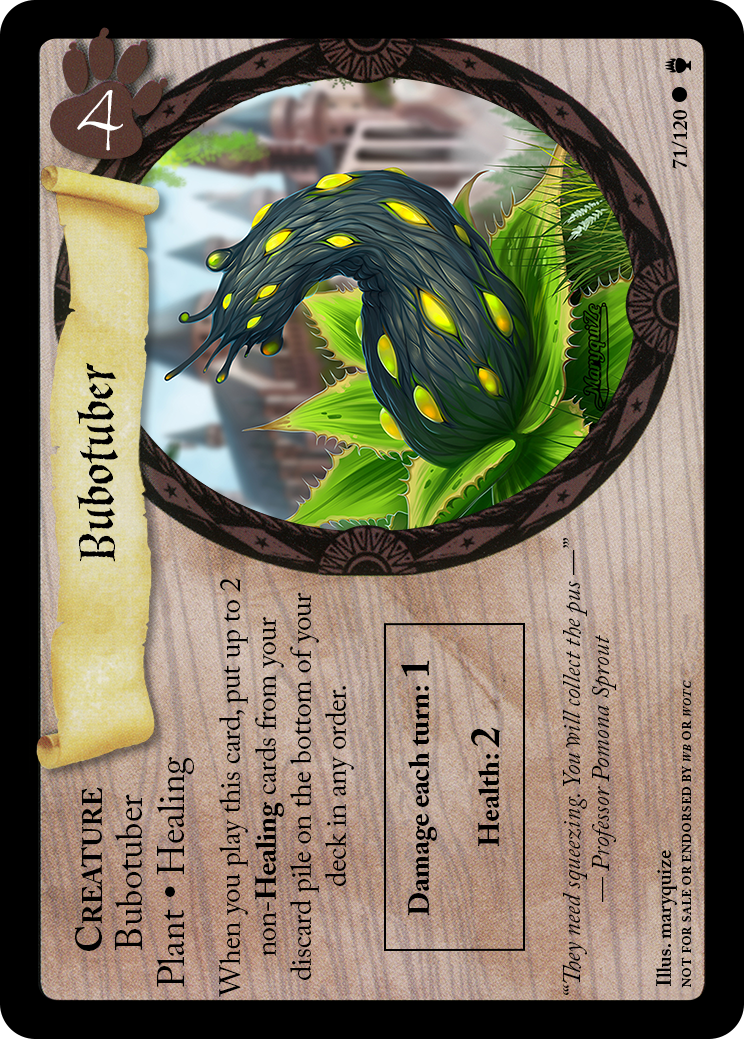 4
Bubotuber
CREATURE
Bubotuber
Plant • Healing
When you play this card, put up to 2
non-Healing cards from your
discard pile on the bottom of your
deck in any order.
Damage each turn: 1
Health: 2
"'They need squeezing. You will collect the pus —'"
— Professor Pomona Sprout
Maryquize
Illus. maryquize
NOT FOR SALE OR ENDORSED BY WB OR WOTC
71/120 ●